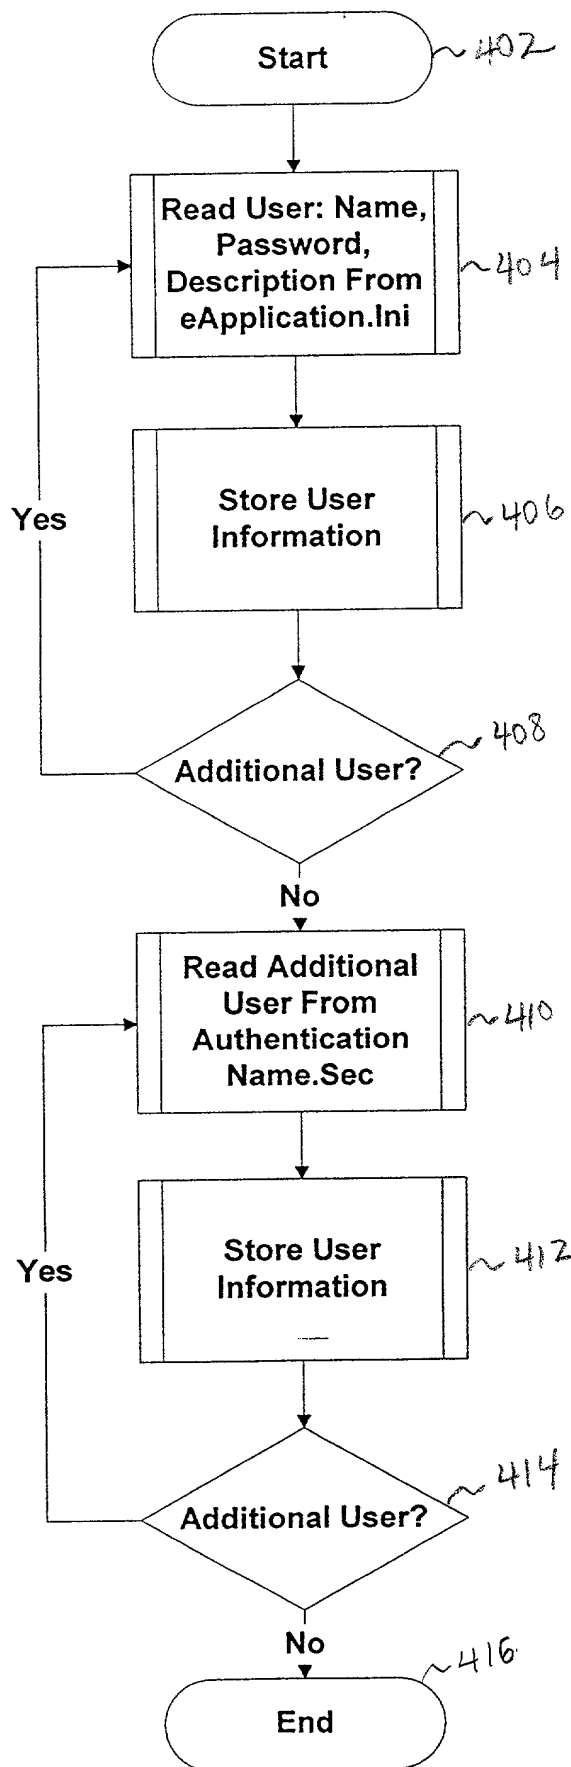 Start
402
Read User: Name,
Password,
Description From
eApplication.Ini
404
Yes
Store User
Information
406
Additional User?
408
No
Read Additional
User From
Authentication
Name.Sec
410
Yes
Store User
Information
412
Additional User?
414
No
End
416